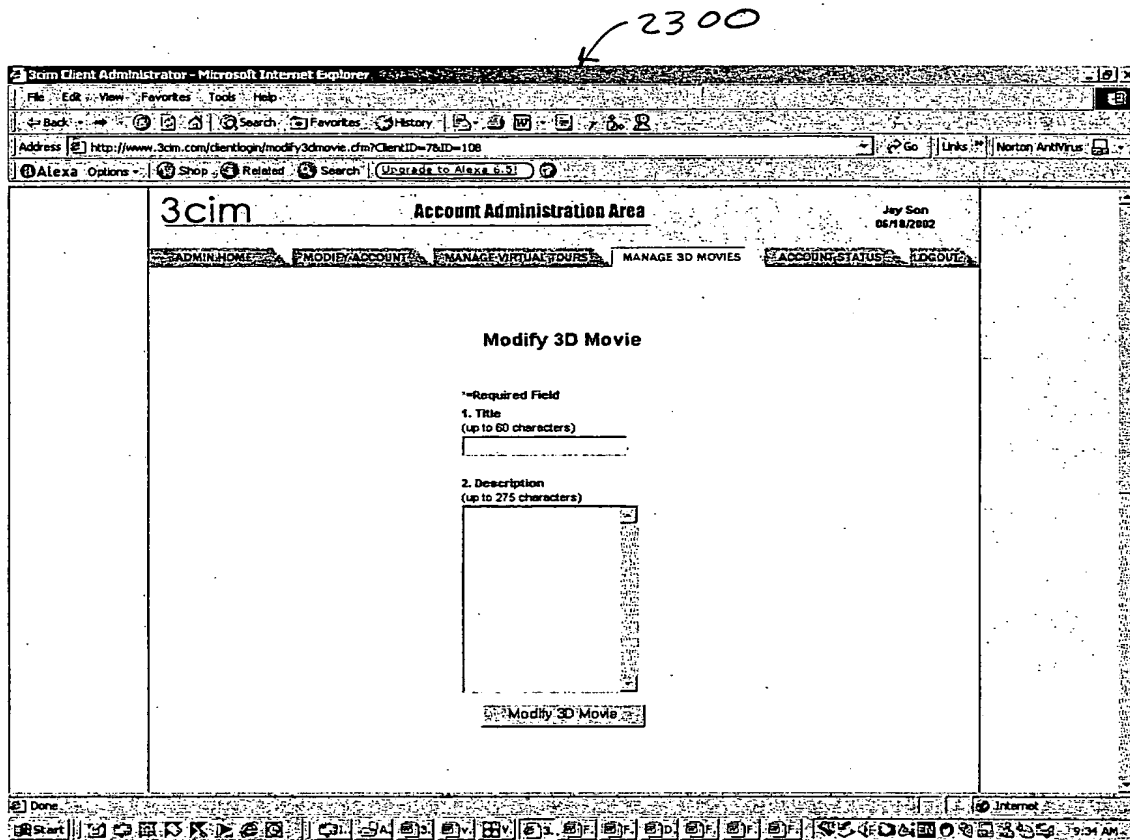 2300
3cim Client Administrator - Microsoft Internet Explorer
File Edit View Favorites Tools Help
Back Search Favorites History
Address http://www.3cim.com/clientlogin/modify3dmovie.cfm?ClientID=7&ID=108 Go Links Norton AntiVirus
Alexa Options Shop Related Search Upgrade to Alexa 6.5!
3cim Account Administration Area Jay Son
06/18/2002
ADMIN HOME MODIFY ACCOUNT MANAGE VIRTUAL TOURS MANAGE 3D MOVIES ACCOUNT STATUS LOGOUT
Modify 3D Movie
*=Required Field
1. Title
(up to 60 characters)
2. Description
(up to 275 characters)
Modify 3D Movie
Done Internet
Start 9:34 AM